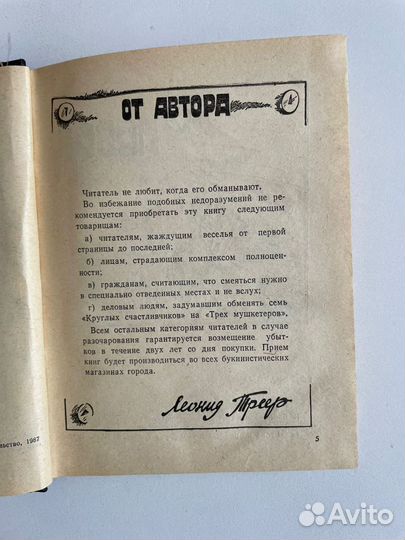 ОТ АВТОРА
Читатель не любит, когда его обманывают.
Во избежание подобных недоразумений не ре-
комендуется приобретать эту книгу следующим
товарищам:
а) читателям, жаждущим веселья от первой
страницы до последней;
б) лицам, страдающим комплексом полноцен-
ности;
в) гражданам, считающим, что смеяться нужно
в специально отведенных местах и не вслух;
г) деловым людям, задумавшим обменять семь
«Круглых счастливчиков» на «Трех мушкетеров».
Всем остальным категориям читателей в случае
разочарования гарантируется возмещение убыт-
ков в течение двух лет со дня покупки. Прием
книг будет производиться во всех букинистических
магазинах города.
Леонид Треер
льство, 1987
5
Avito